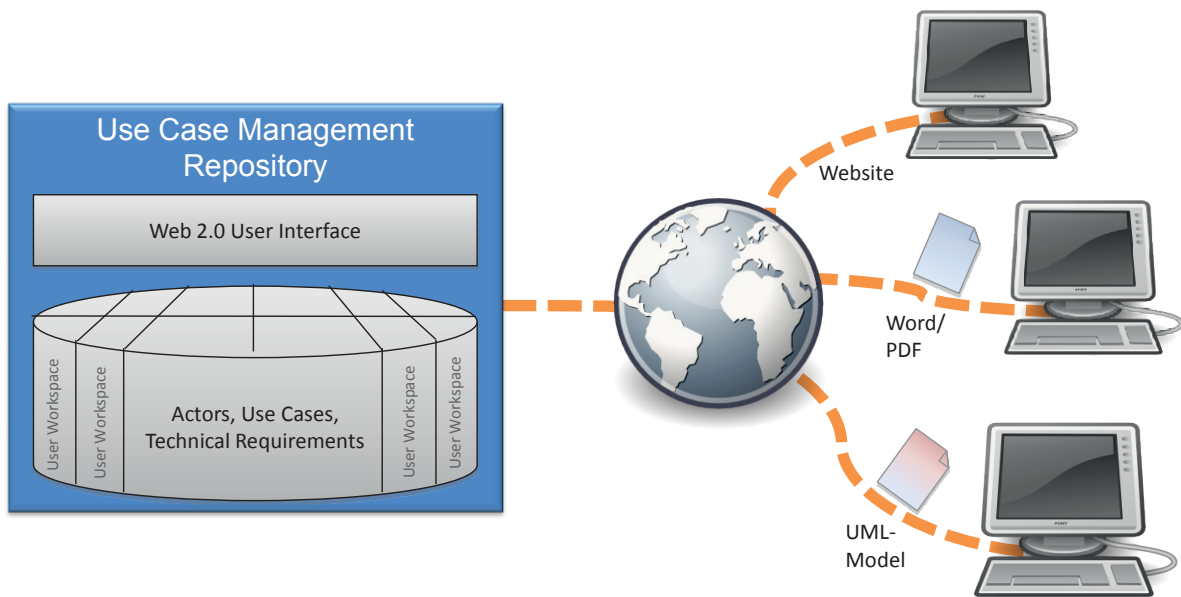 Use Case Management
Repository
Web 2.0 User Interface
User Workspace
User Workspace
Actors, Use Cases,
Technical Requirements
User Workspace
User Workspace
Website
Word/
PDF
UML-
Model